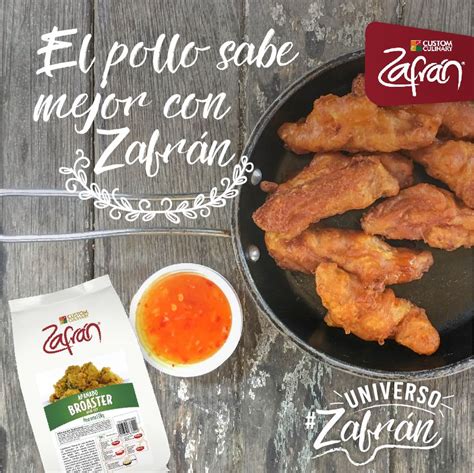 El pollo sabe
mejor con
Zafrán
CUSTOM
CULINARY
Zafrán
CUSTOM
CULINARY
Zafrán
APANADO
BROASTER
UNIVERSO
#Zafrán